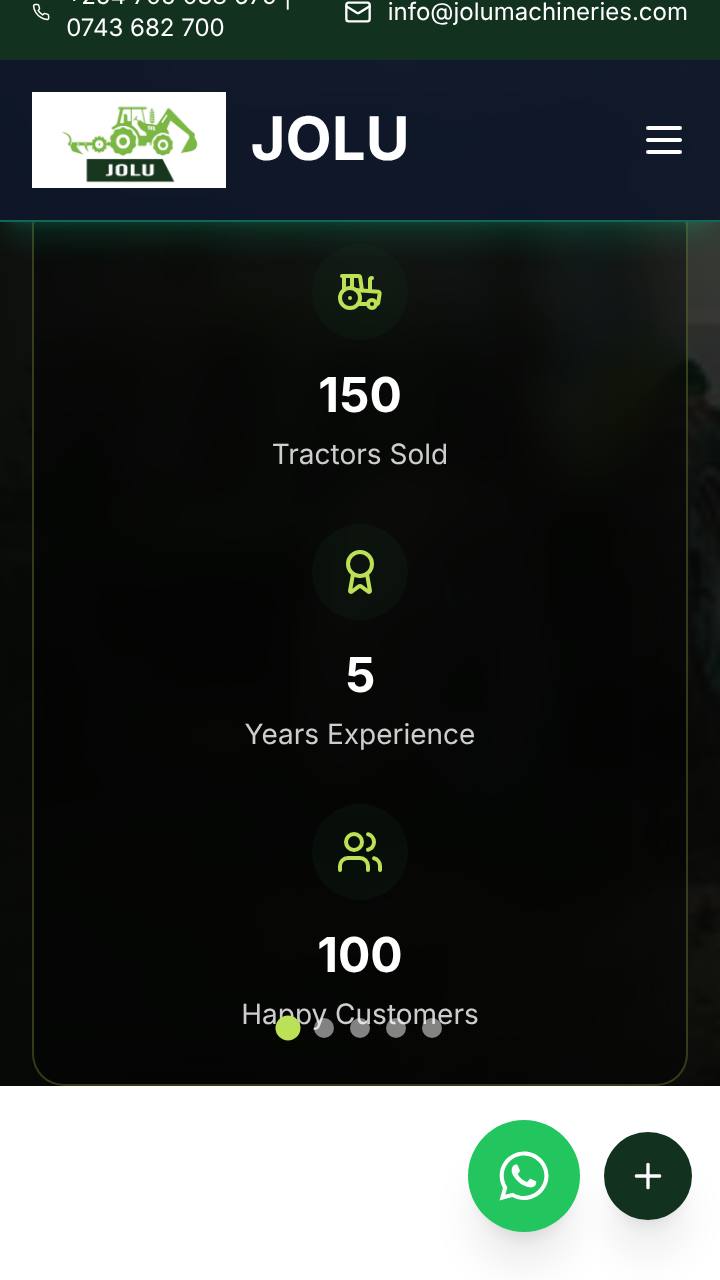 0743 682 700
info@jolumachineries.com
JOLU
JOLU
150
Tractors Sold
5
Years Experience
100
Happy Customers